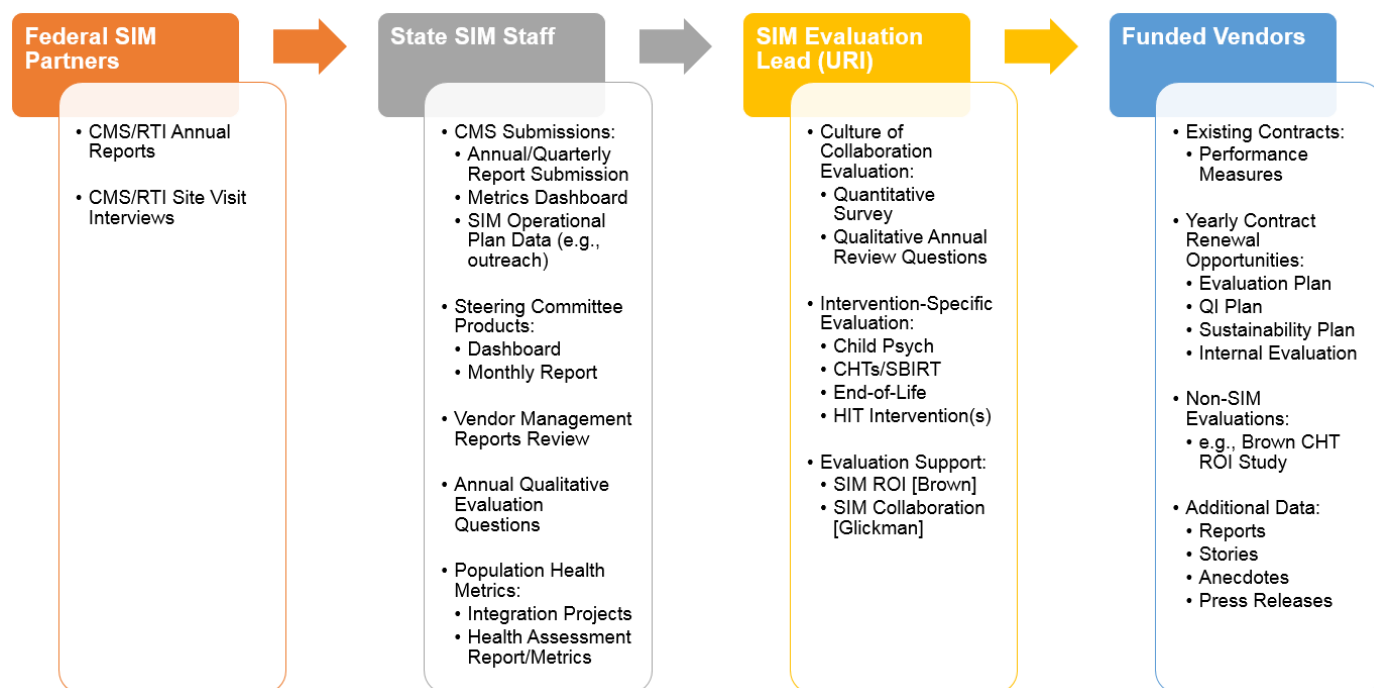 Federal SIM
Partners
• CMS/RTI Annual
Reports
• CMS/RTI Site Visit
Interviews
State SIM Staff
• CMS Submissions:
• Annual/Quarterly
Report Submission
• Metrics Dashboard
• SIM Operational
Plan Data (e.g.,
outreach)
• Steering Committee
Products:
• Dashboard
• Monthly Report
• Vendor Management
Reports Review
• Annual Qualitative
Evaluation
Questions
• Population Health
Metrics:
• Integration Projects
• Health Assessment
Report/Metrics
SIM Evaluation
Lead (URI)
• Culture of
Collaboration
Evaluation:
• Quantitative
Survey
• Qualitative Annual
Review Questions
• Intervention-Specific
Evaluation:
• Child Psych
• CHTs/SBIRT
• End-of-Life
• HIT Intervention(s)
• Evaluation Support:
• SIM ROI [Brown]
• SIM Collaboration
[Glickman]
Funded Vendors
• Existing Contracts:
• Performance
Measures
• Yearly Contract
Renewal
Opportunities:
• Evaluation Plan
• QI Plan
• Sustainability Plan
• Internal Evaluation
• Non-SIM
Evaluations:
• e.g., Brown CHT
ROI Study
• Additional Data:
• Reports
• Stories
• Anecdotes
• Press Releases